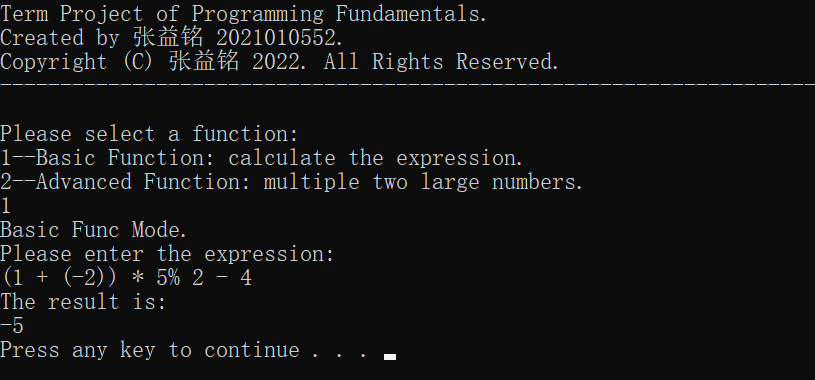 Term Project of Programming Fundamentals.
Created by 张益铭 2021010552.
Copyright (C) 张益铭 2022. All Rights Reserved.
--------------------------------------------------------------------
Please select a function:
1--Basic Function: calculate the expression.
2--Advanced Function: multiple two large numbers.
1
Basic Func Mode.
Please enter the expression:
(1 + (-2)) * 5% 2 - 4
The result is:
-5
Press any key to continue . . .